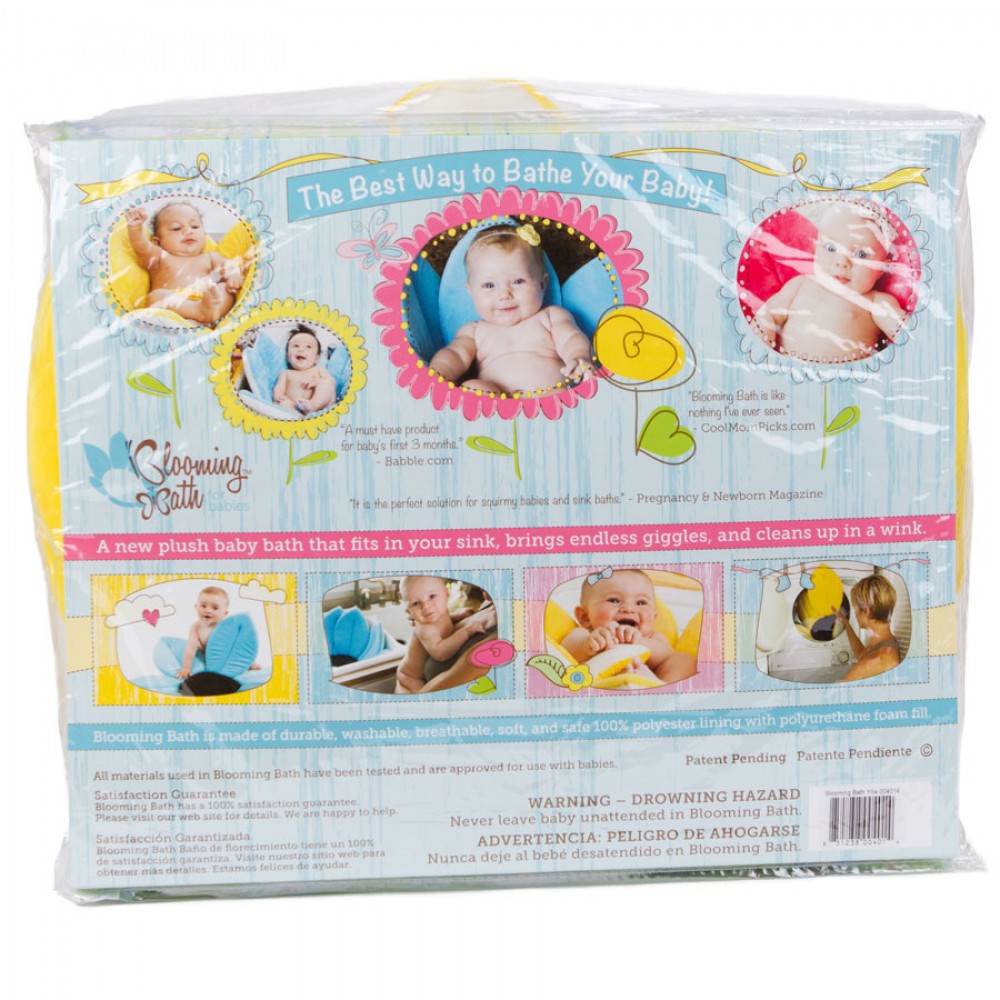 The Best Way to Bathe Your Baby!
"Blooming Bath is like
nothing I've ever seen."
- CoolMomPicks.com
"A must have product
for baby's first 3 months."
- Babble.com
Blooming™
Bath for
babies
"It is the perfect solution for squirmy babies and sink baths." - Pregnancy & Newborn Magazine
A new plush baby bath that fits in your sink, brings endless giggles, and cleans up in a wink.
Blooming Bath is made of durable, washable, breathable, soft, and safe 100% polyester lining with polyurethane foam fill.
All materials used in Blooming Bath have been tested and are approved for use with babies.
Patent Pending Patente Pendiente ©
Satisfaction Guarantee
Blooming Bath has a 100% satisfaction guarantee.
Please visit our web site for details. We are happy to help.
Satisfacción Garantizada
Blooming Bath Baño de florecimiento tiene un 100%
de satisfacción garantiza. Visite nuestro sitio web para
obtener más detalles. Estamos felices de ayudar.
WARNING – DROWNING HAZARD
Never leave baby unattended in Blooming Bath.
ADVERTENCIA: PELIGRO DE AHOGARSE
Nunca deje al bebé desatendido en Blooming Bath.
Blooming Bath Yllw 004014